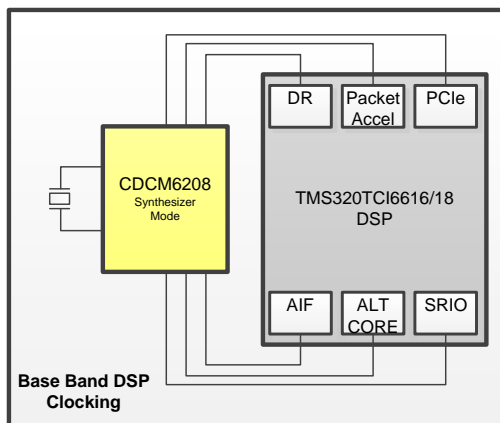 DR
Packet
Accel
PCIe
CDCM6208
Synthesizer
Mode
TMS320TCI6616/18
DSP
AIF
ALT
CORE
SRIO
Base Band DSP
Clocking